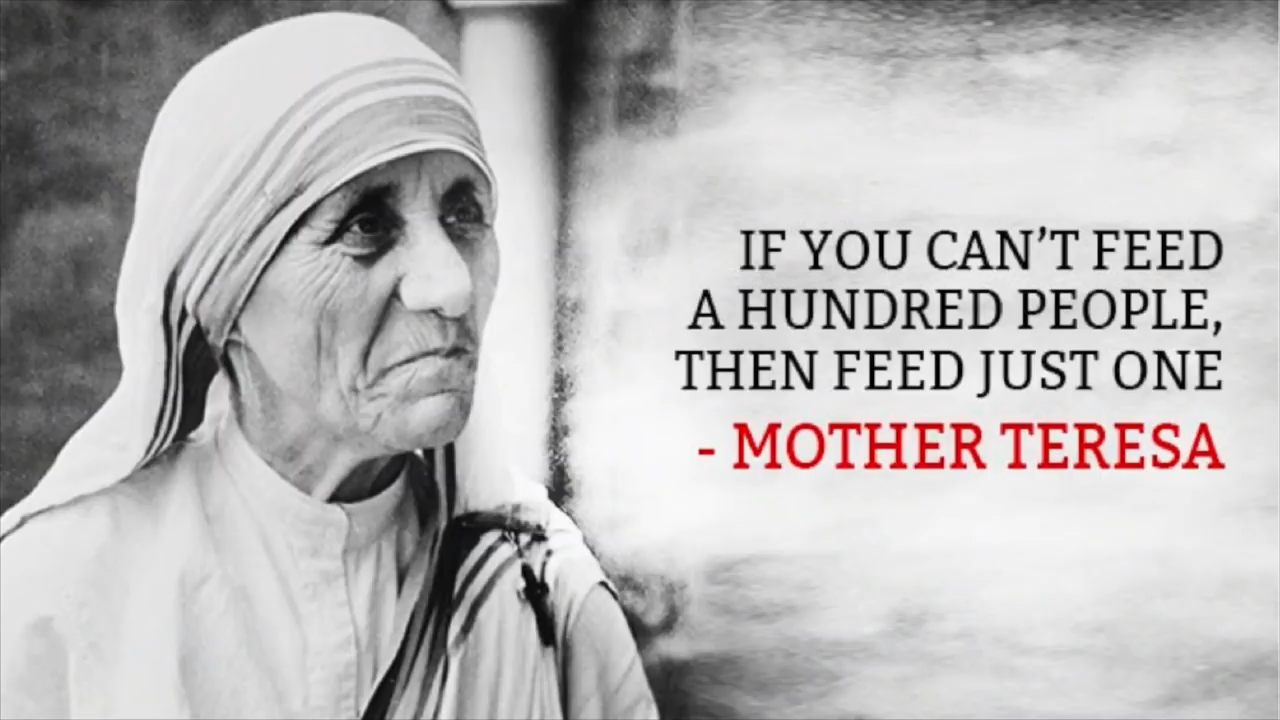 IF YOU CAN’T FEED
A HUNDRED PEOPLE,
THEN FEED JUST ONE
- MOTHER TERESA